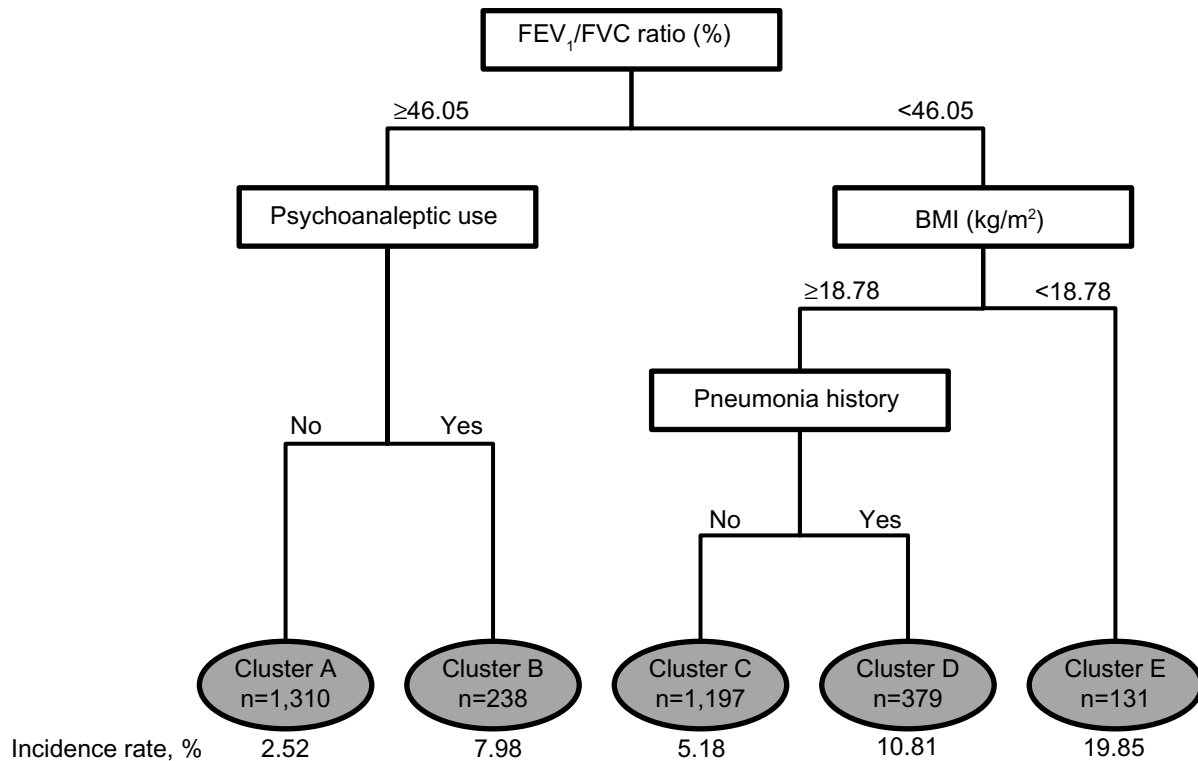 FEV₁/FVC ratio (%)
≥46.05
<46.05
Psychoanaleptic use
BMI (kg/m²)
≥18.78
<18.78
Pneumonia history
No
Yes
No
Yes
Cluster A
n=1,310
Cluster B
n=238
Cluster C
n=1,197
Cluster D
n=379
Cluster E
n=131
Incidence rate, % 2.52 7.98 5.18 10.81 19.85